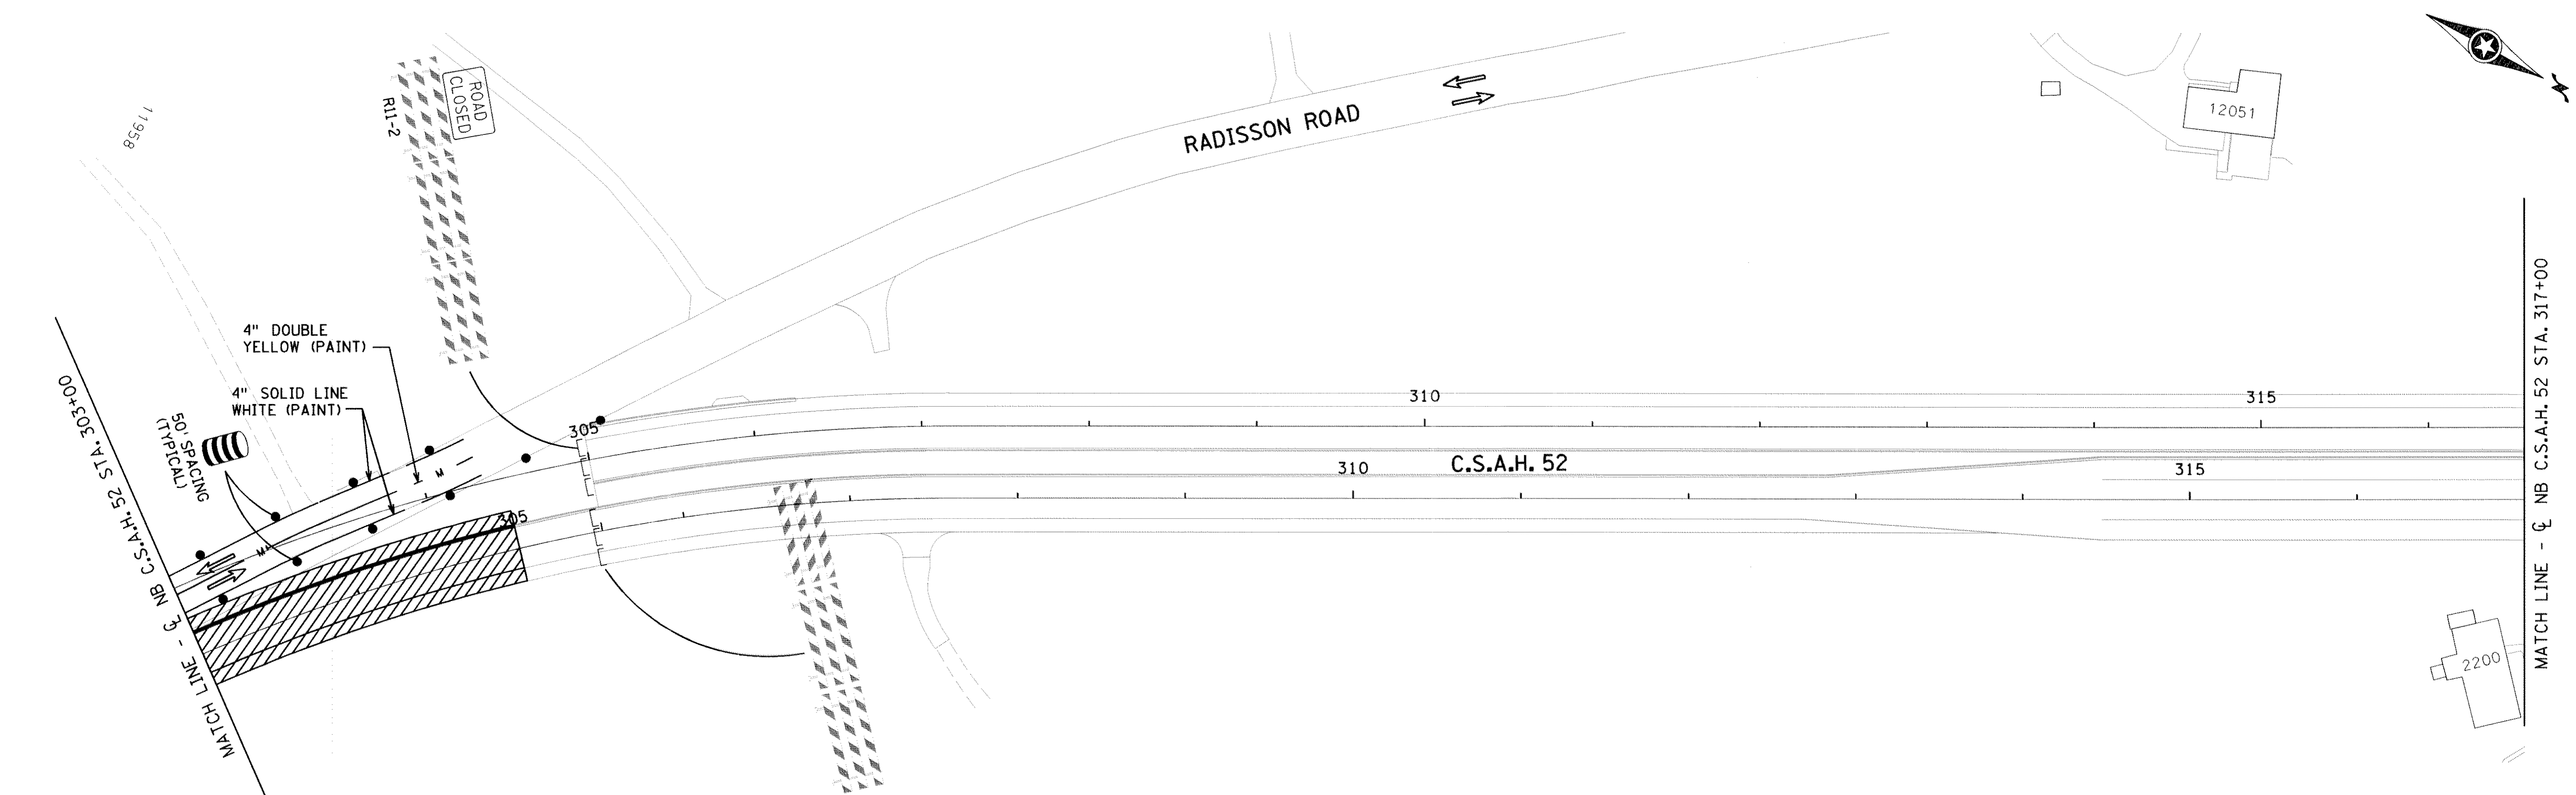 11958
R11-2
ROAD
CLOSED
RADISSON ROAD
12051
N
4" DOUBLE
YELLOW (PAINT)
4" SOLID LINE
WHITE (PAINT)
50' SPACING
(TYPICAL)
MATCH LINE - ℄ NB C.S.A.H. 52 STA. 303+00
M
M
305
305
310
310
C.S.A.H. 52
315
315
MATCH LINE - ℄ NB C.S.A.H. 52 STA. 317+00
2200